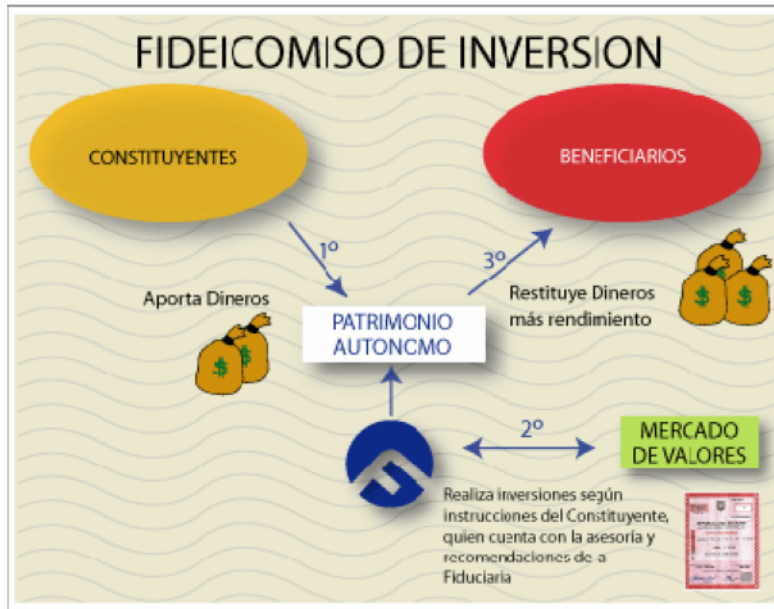 FIDEICOMISO DE INVERSION
CONSTITUYENTES
BENEFICIARIOS
1º
3º
Aporta Dineros
Restituye Dineros
más rendimiento
PATRIMONIO
AUTONCMO
2º
MERCADO
DE VALORES
Realiza inversiones según
instrucciones del Constituyente,
quien cuenta con la asesoría y
recomendaciones de a
Fiduciaria
$
$
$
$
$